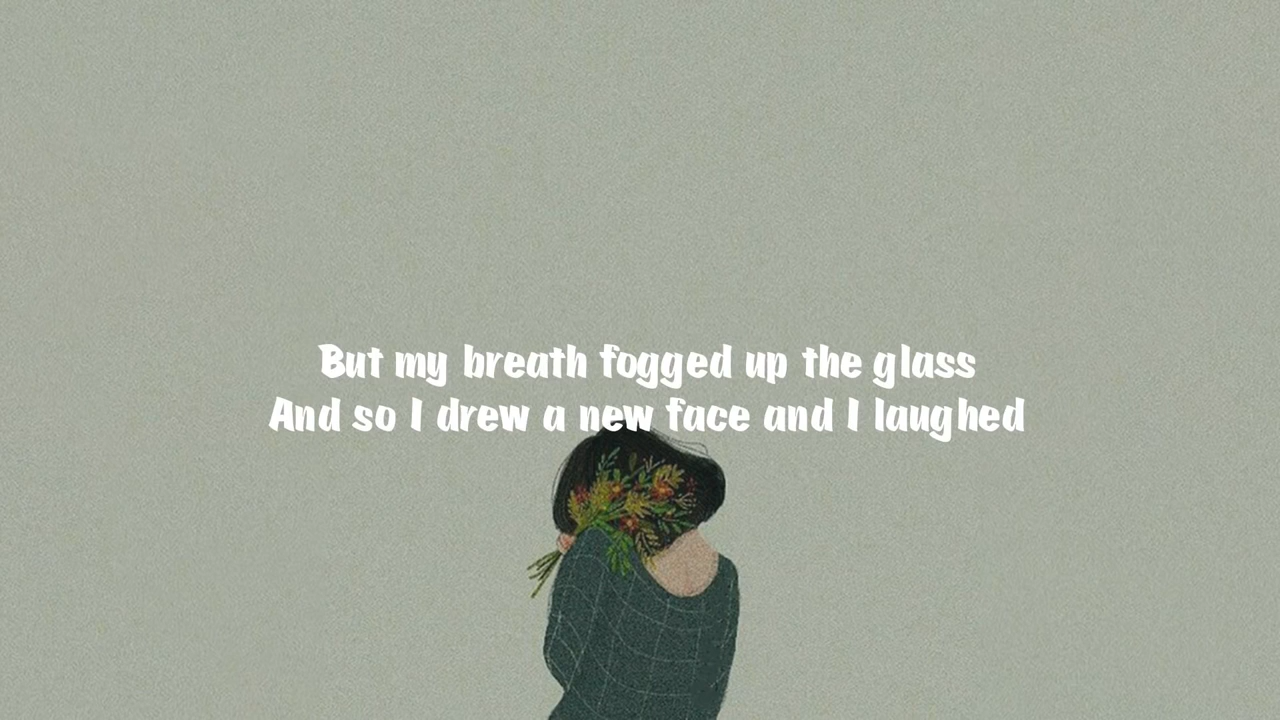 But my breath fogged up the glass
And so I drew a new face and I laughed